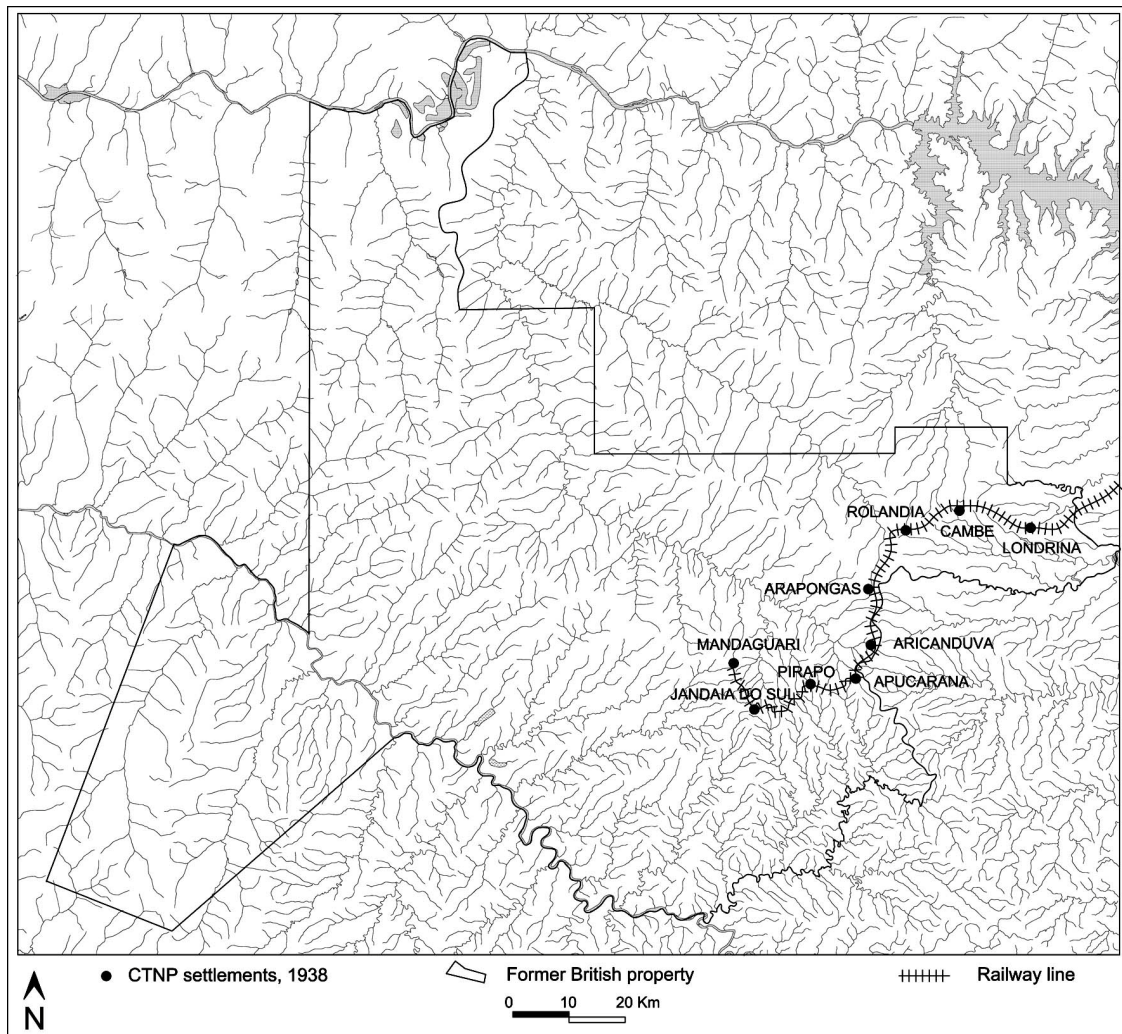 ROLANDIA
CAMBE
LONDRINA
ARAPONGAS
MANDAGUARI
ARICANDUVA
PIRAPO
APUCARANA
JANDAIA DO SUL
CTNP settlements, 1938
Former British property
Railway line
0 10 20 Km
N